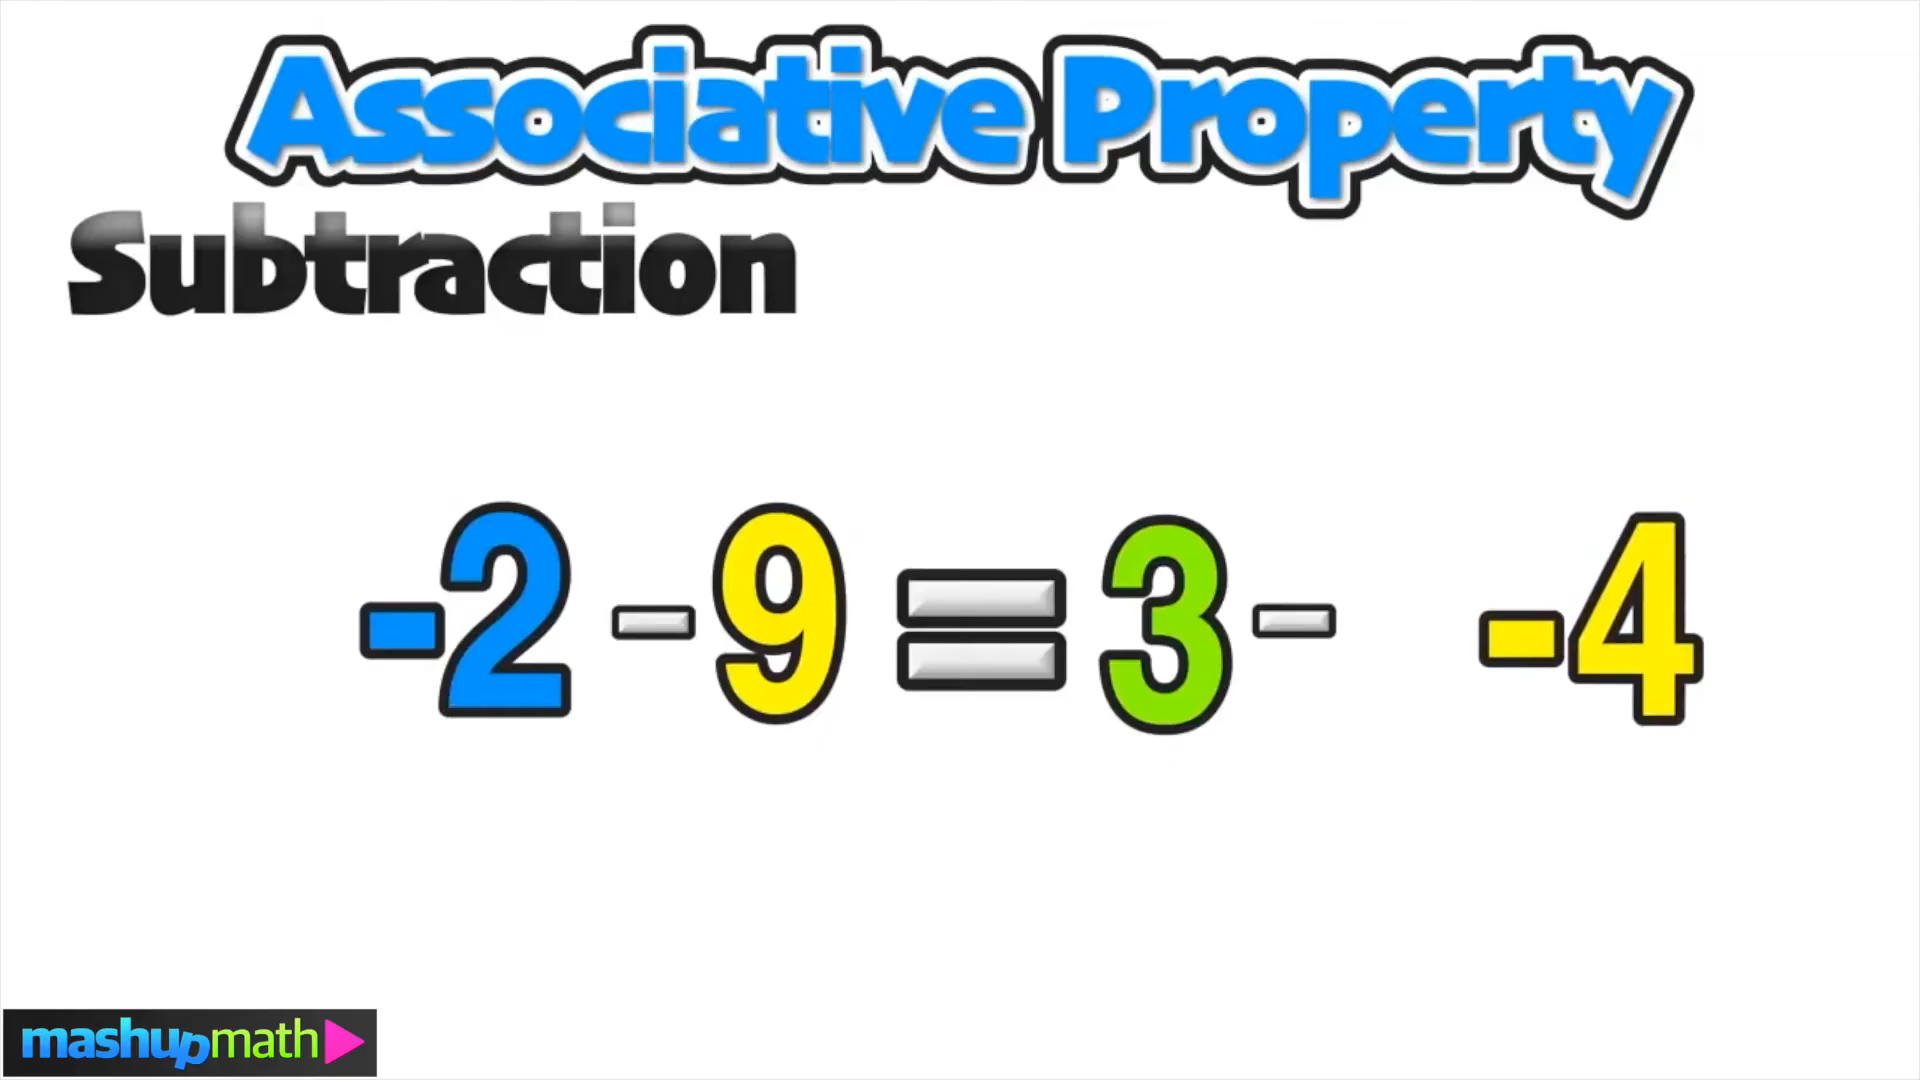 Associative Property
Subtraction
-2 - 9 = 3 - -4
mashupmath